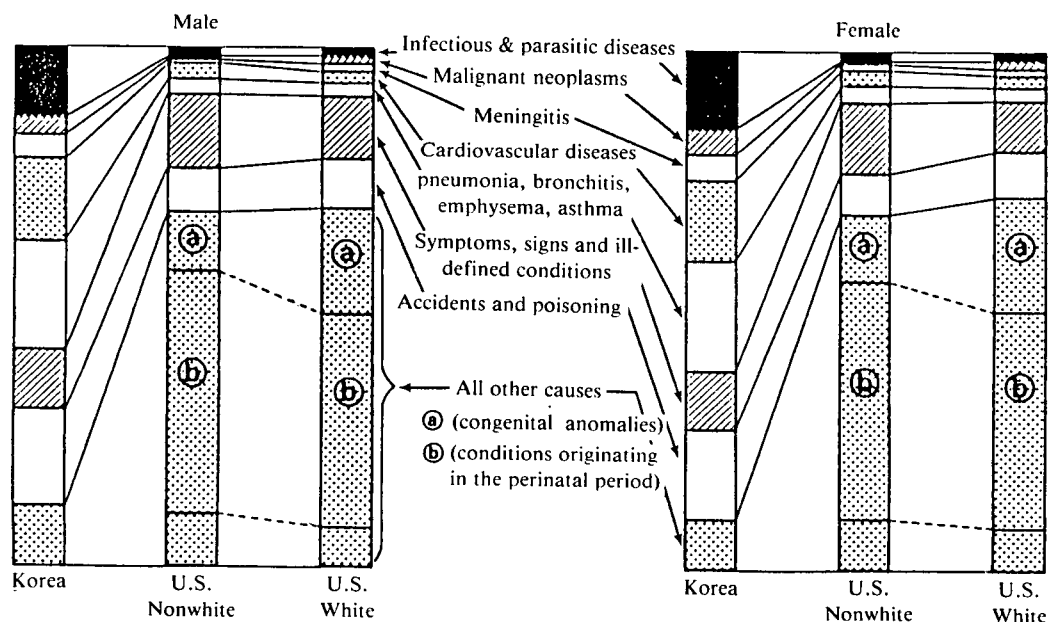 Male
Female
Infectious & parasitic diseases
Malignant neoplasms
Meningitis
Cardiovascular diseases
pneumonia, bronchitis,
emphysema, asthma
Symptoms, signs and ill-
defined conditions
Accidents and poisoning
All other causes
ⓐ (congenital anomalies)
ⓑ (conditions originating
in the perinatal period)
ⓐ
ⓑ
ⓐ
ⓑ
ⓐ
ⓑ
ⓐ
ⓑ
Korea
U.S.
Nonwhite
U.S.
White
Korea
U.S.
Nonwhite
U.S.
White